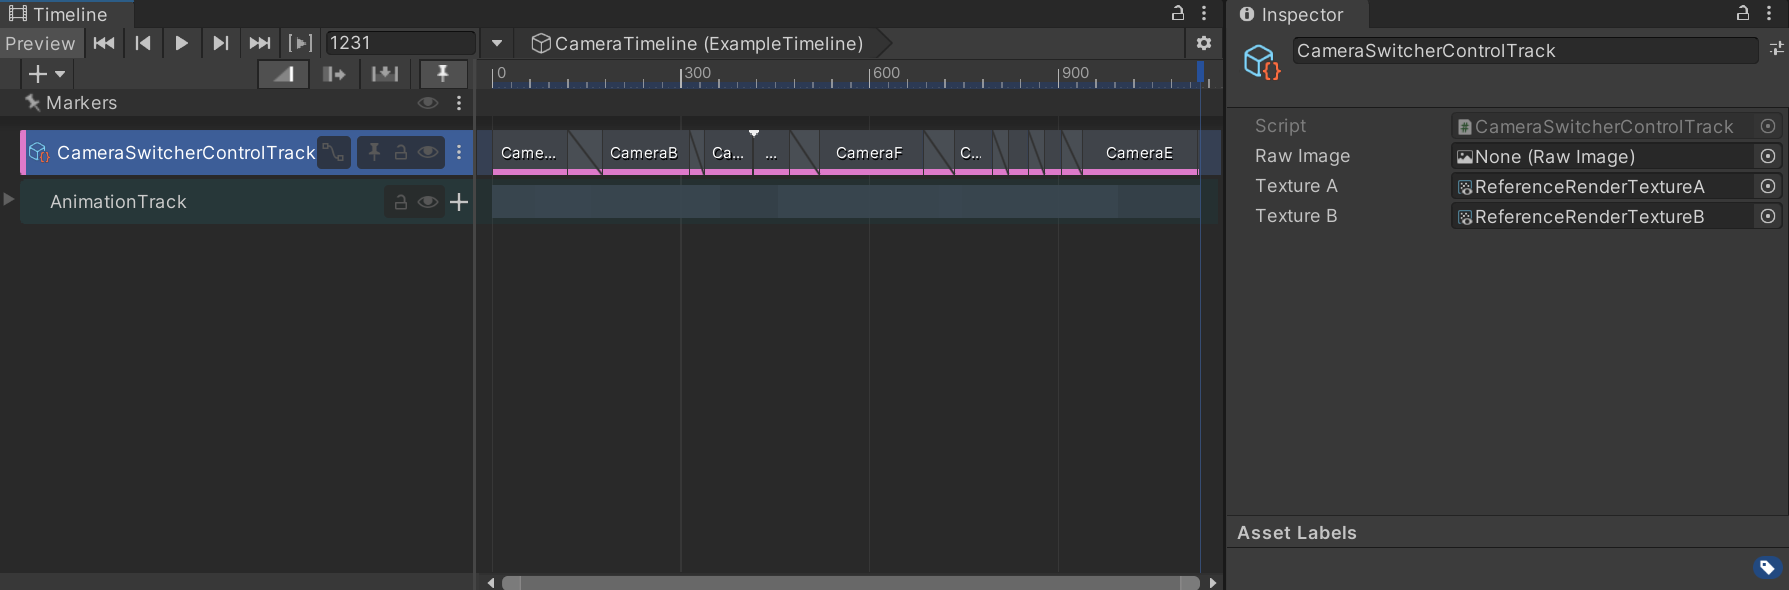 Timeline
Preview
1231
CameraTimeline (ExampleTimeline)
0
300
600
900
Markers
CameraSwitcherControlTrack
Came...
CameraB
Ca...
...
CameraF
C...
CameraE
AnimationTrack
Inspector
CameraSwitcherControlTrack
Script
CameraSwitcherControlTrack
Raw Image
None (Raw Image)
Texture A
ReferenceRenderTextureA
Texture B
ReferenceRenderTextureB
Asset Labels